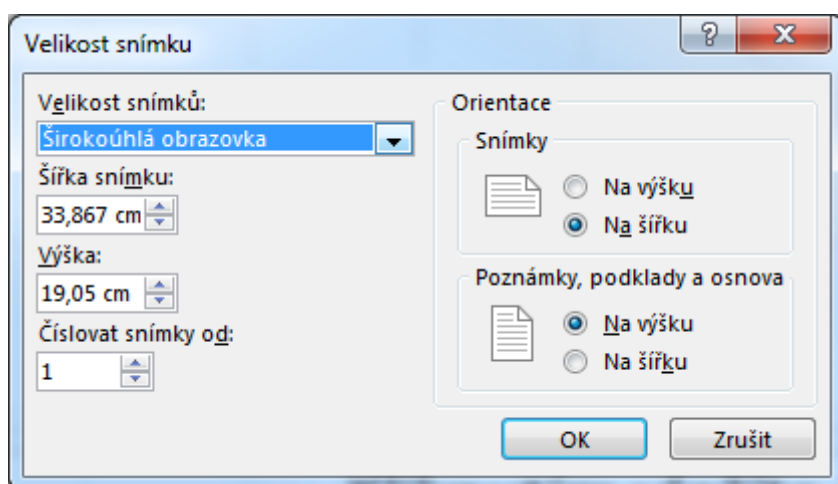 Velikost snímku
Velikost snímků:
Širokoúhlá obrazovka
Šířka snímku:
33,867 cm
Výška:
19,05 cm
Číslovat snímky od:
1
Orientace
Snímky
Na výšku
Na šířku
Poznámky, podklady a osnova
Na výšku
Na šířku
OK
Zrušit